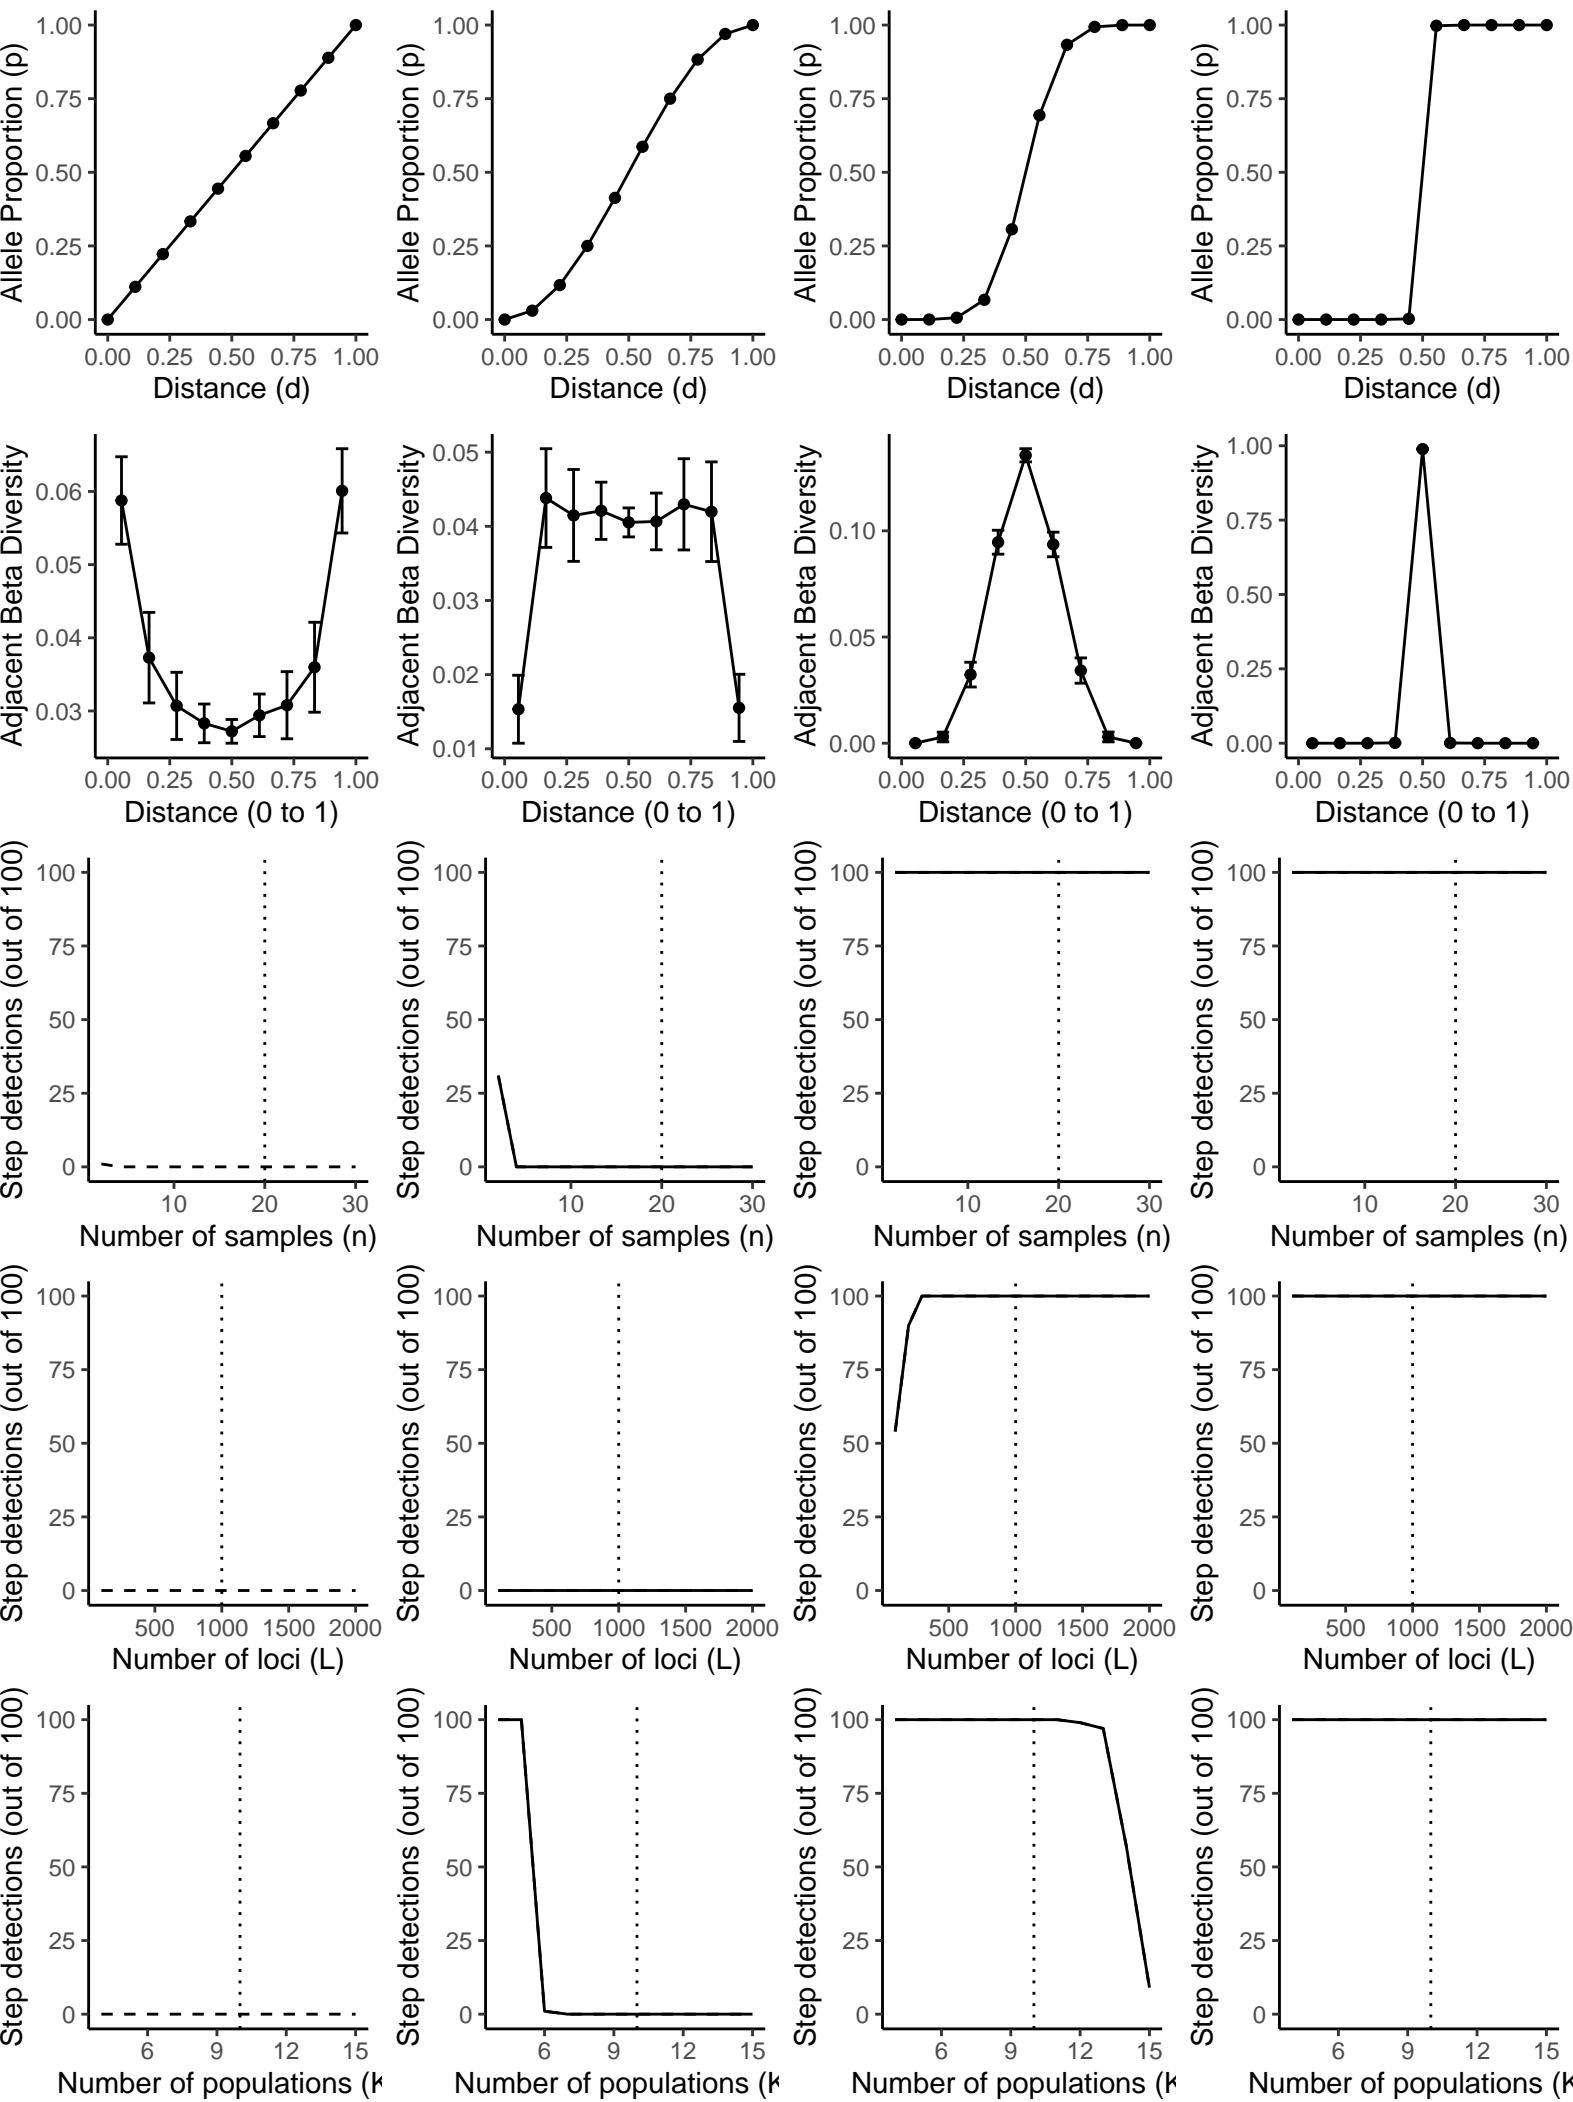 Allele Proportion (p)
1.00
0.75
0.50
0.25
0.00
0.00 0.25 0.50 0.75 1.00
Distance (d)
Allele Proportion (p)
1.00
0.75
0.50
0.25
0.00
0.00 0.25 0.50 0.75 1.00
Distance (d)
Allele Proportion (p)
1.00
0.75
0.50
0.25
0.00
0.00 0.25 0.50 0.75 1.00
Distance (d)
Allele Proportion (p)
1.00
0.75
0.50
0.25
0.00
0.00 0.25 0.50 0.75 1.00
Distance (d)
Adjacent Beta Diversity
0.06
0.05
0.04
0.03
0.00 0.25 0.50 0.75 1.00
Distance (0 to 1)
Adjacent Beta Diversity
0.05
0.04
0.03
0.02
0.01
0.00 0.25 0.50 0.75 1.00
Distance (0 to 1)
Adjacent Beta Diversity
0.10
0.05
0.00
0.00 0.25 0.50 0.75 1.00
Distance (0 to 1)
Adjacent Beta Diversity
1.00
0.75
0.50
0.25
0.00
0.00 0.25 0.50 0.75 1.00
Distance (0 to 1)
Step detections (out of 100)
100
75
50
25
0
10 20 30
Number of samples (n)
Step detections (out of 100)
100
75
50
25
0
10 20 30
Number of samples (n)
Step detections (out of 100)
100
75
50
25
0
10 20 30
Number of samples (n)
Step detections (out of 100)
100
75
50
25
0
10 20 30
Number of samples (n)
Step detections (out of 100)
100
75
50
25
0
500 1000 1500 2000
Number of loci (L)
Step detections (out of 100)
100
75
50
25
0
500 1000 1500 2000
Number of loci (L)
Step detections (out of 100)
100
75
50
25
0
500 1000 1500 2000
Number of loci (L)
Step detections (out of 100)
100
75
50
25
0
500 1000 1500 2000
Number of loci (L)
Step detections (out of 100)
100
75
50
25
0
6 9 12 15
Number of populations (K
Step detections (out of 100)
100
75
50
25
0
6 9 12 15
Number of populations (K
Step detections (out of 100)
100
75
50
25
0
6 9 12 15
Number of populations (K
Step detections (out of 100)
100
75
50
25
0
6 9 12 15
Number of populations (K